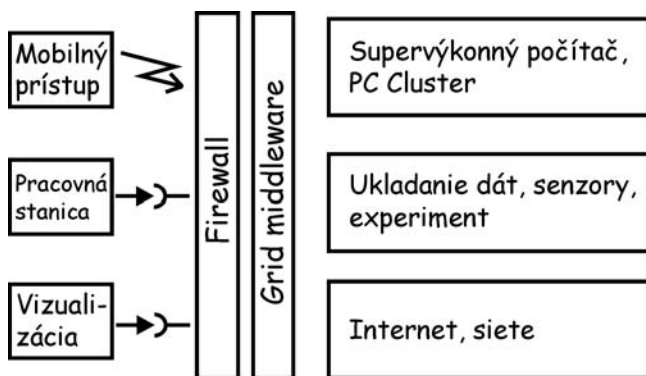 Mobilný
prístup
Pracovná
stanica
Vizuali-
zácia
Firewall
Grid middleware
Supervýkonný počítač,
PC Cluster
Ukladanie dát, senzory,
experiment
Internet, siete